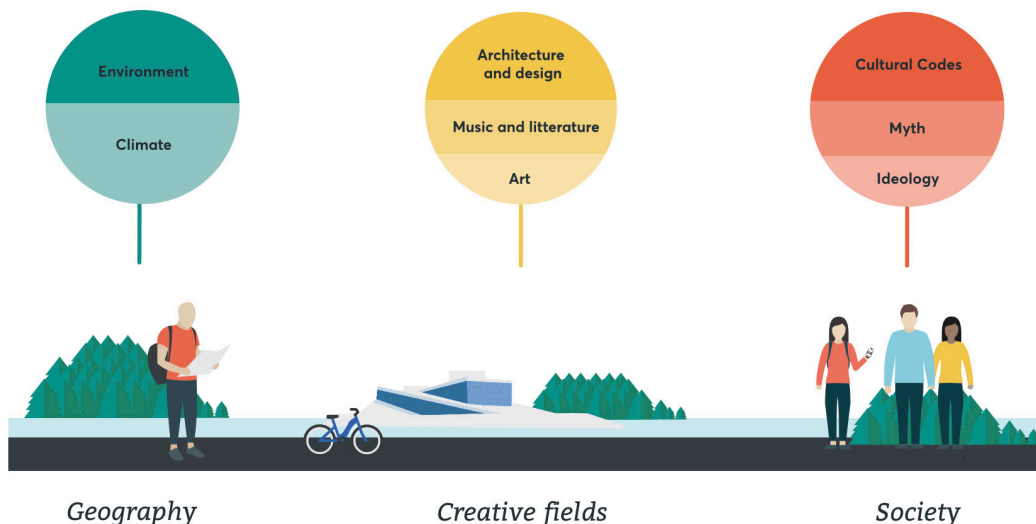 Environment
Climate
Architecture
and design
Music and litterature
Art
Cultural Codes
Myth
Ideology
Geography
Creative fields
Society